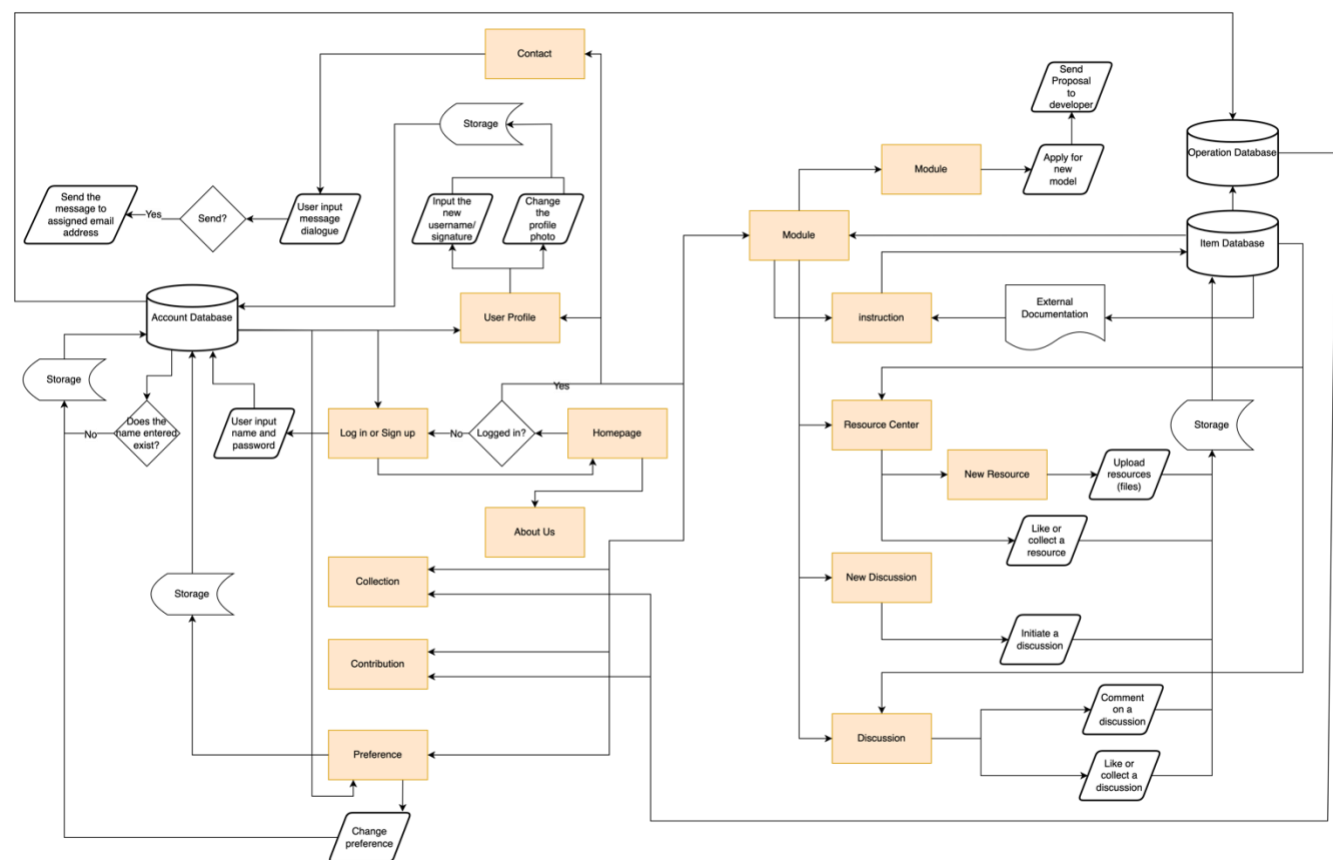 Contact
Send
Proposal to
developer
Storage
Operation Database
Module
Apply for
new
model
Send the
message to
assigned email
address
Yes
Send?
User input
message
dialogue
Input the
new
username/
signature
Change
the
profile
photo
Module
Item Database
Account Database
User Profile
instruction
External
Documentation
Storage
Yes
No
Does the
name entered
exist?
User input
name and
password
Log in or Sign up
No
Logged in?
Homepage
Resource Center
Storage
New Resource
Upload
resources
(files)
About Us
Like or
collect a
resource
Collection
New Discussion
Storage
Initiate a
discussion
Contribution
Comment
on a
discussion
Preference
Discussion
Like or
collect a
discussion
Change
preference